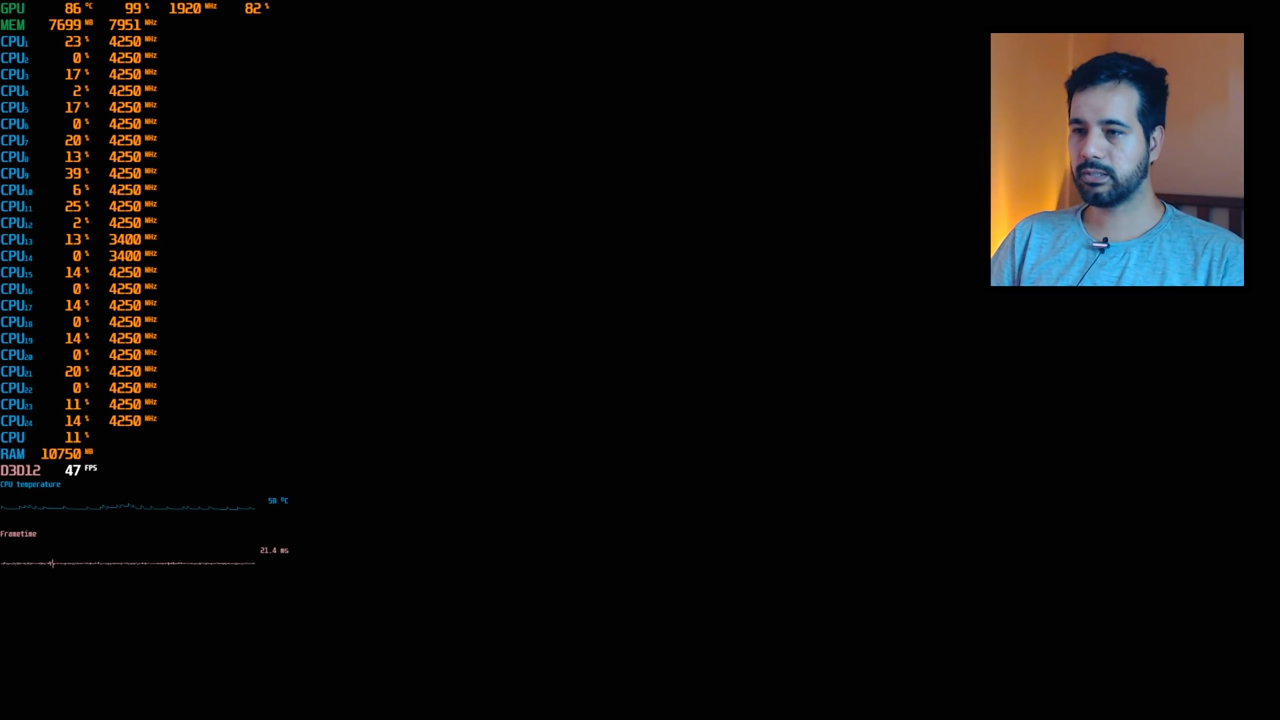 GPU 86 °C 99 % 1920 MHz 82 %
MEM 7699 MB 7951 MHz
CPU1 23 % 4250 MHz
CPU2 0 % 4250 MHz
CPU3 17 % 4250 MHz
CPU4 2 % 4250 MHz
CPU5 17 % 4250 MHz
CPU6 0 % 4250 MHz
CPU7 20 % 4250 MHz
CPU8 13 % 4250 MHz
CPU9 39 % 4250 MHz
CPU10 6 % 4250 MHz
CPU11 25 % 4250 MHz
CPU12 2 % 4250 MHz
CPU13 13 % 3400 MHz
CPU14 0 % 3400 MHz
CPU15 14 % 4250 MHz
CPU16 0 % 4250 MHz
CPU17 14 % 4250 MHz
CPU18 0 % 4250 MHz
CPU19 14 % 4250 MHz
CPU20 0 % 4250 MHz
CPU21 20 % 4250 MHz
CPU22 0 % 4250 MHz
CPU23 11 % 4250 MHz
CPU24 14 % 4250 MHz
CPU 11 %
RAM 10750 MB
D3D12 47 FPS
CPU temperature
58 °C
Frametime
21.4 ms